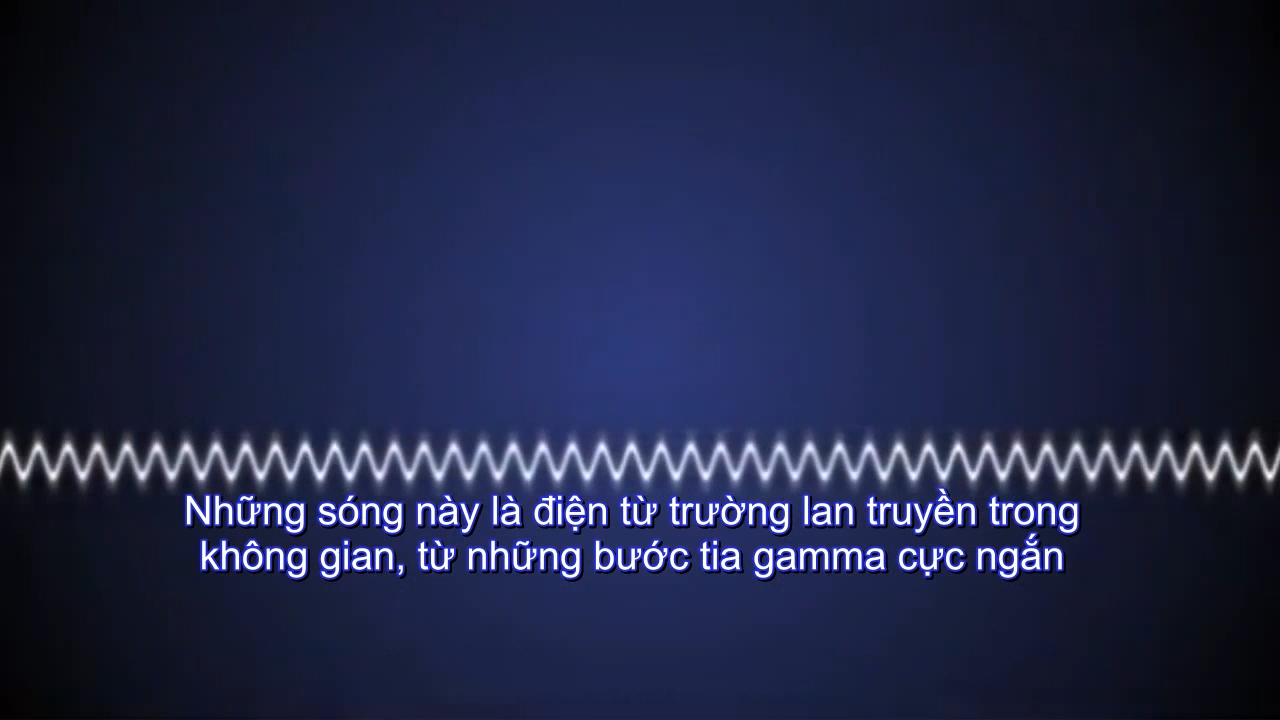 Những sóng này là điện từ trường lan truyền trong
không gian, từ những bước tia gamma cực ngắn